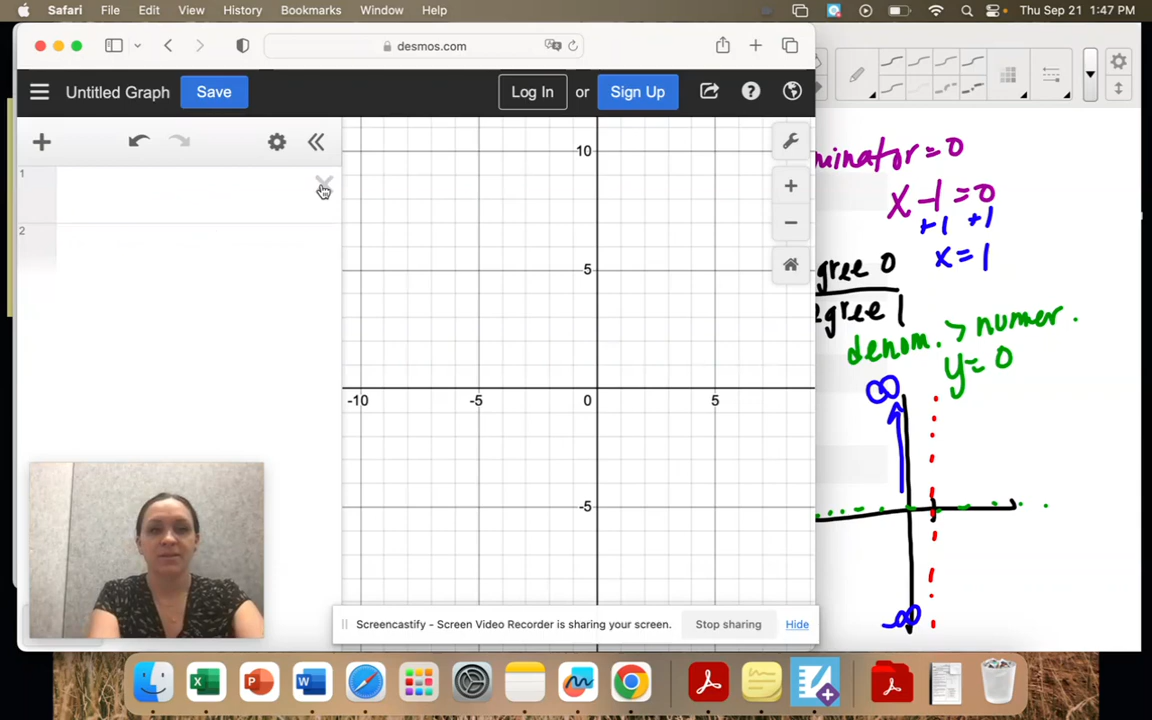 Safari File Edit View History Bookmarks Window Help Thu Sep 21 1:47 PM
desmos.com
Untitled Graph Save Log In or Sign Up
1
2
10
5
-10 -5 0 5
-5
minator = 0
x - 1 = 0
+1 +1
x = 1
gree 0
egree 1
denom. > numer.
y = 0
∞
-∞
Screencastify - Screen Video Recorder is sharing your screen. Stop sharing Hide